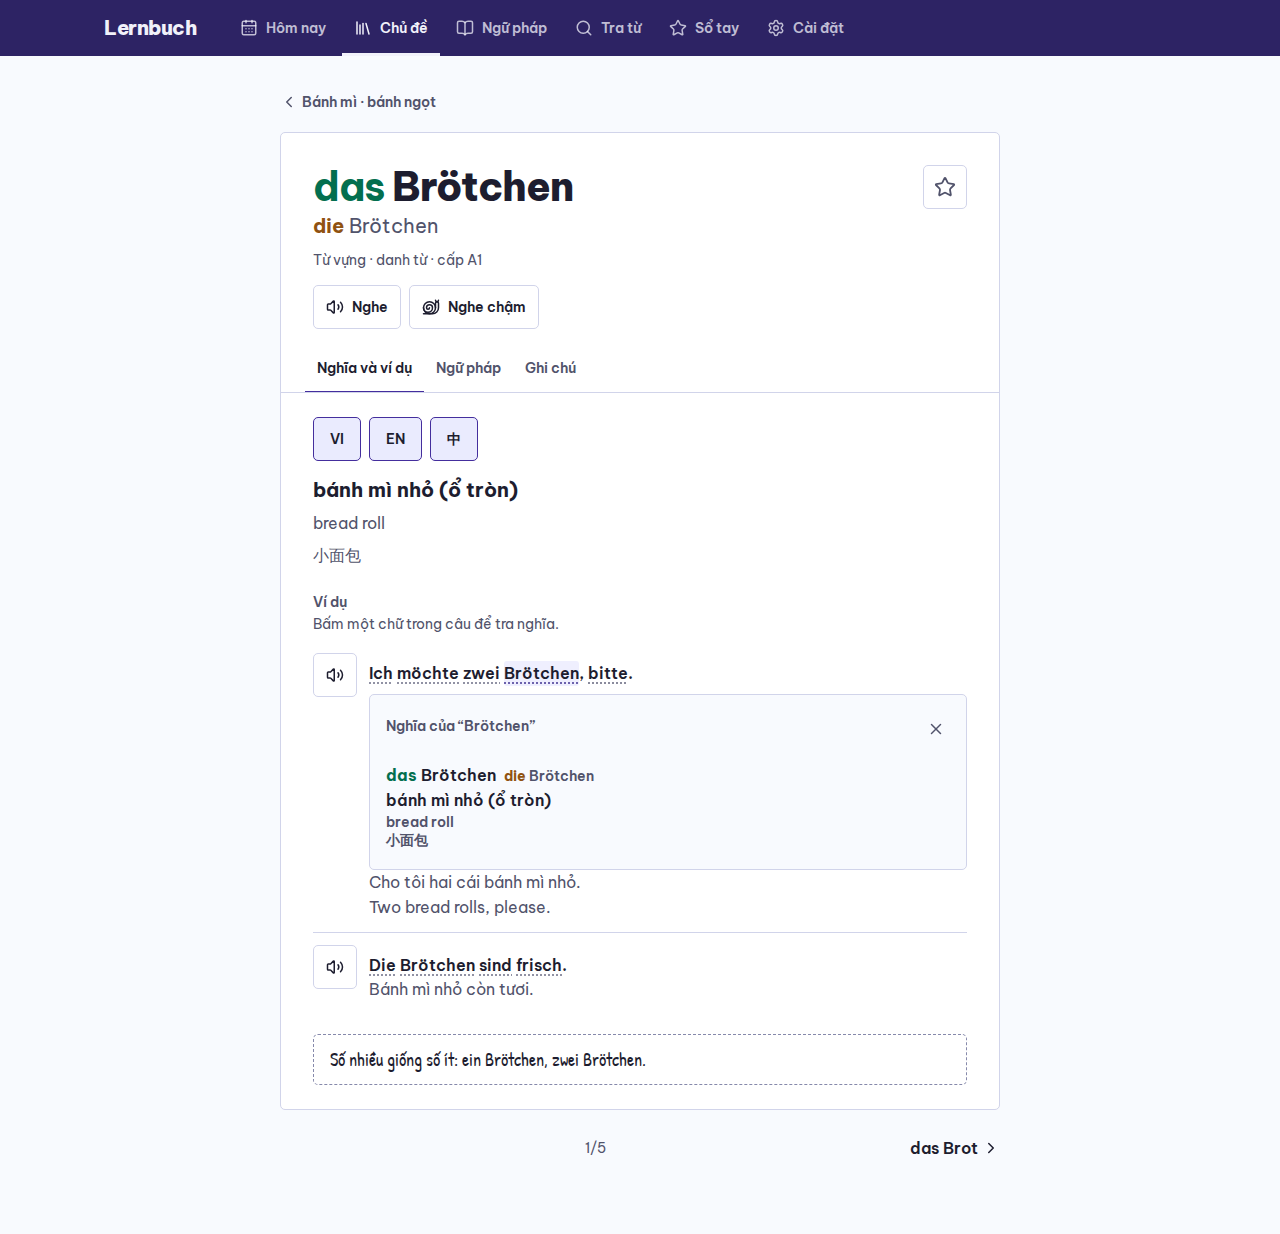 Lernbuch
Hôm nay
Chủ đề
Ngữ pháp
Tra từ
Sổ tay
Cài đặt
Bánh mì · bánh ngọt
das Brötchen
die Brötchen
Từ vựng · danh từ · cấp A1
Nghe
Nghe chậm
Nghĩa và ví dụ
Ngữ pháp
Ghi chú
VI
EN
中
bánh mì nhỏ (ổ tròn)
bread roll
小面包
Ví dụ
Bấm một chữ trong câu để tra nghĩa.
Ich möchte zwei Brötchen, bitte.
Nghĩa của “Brötchen”
das Brötchen die Brötchen
bánh mì nhỏ (ổ tròn)
bread roll
小面包
Cho tôi hai cái bánh mì nhỏ.
Two bread rolls, please.
Die Brötchen sind frisch.
Bánh mì nhỏ còn tươi.
Số nhiều giống số ít: ein Brötchen, zwei Brötchen.
1/5
das Brot